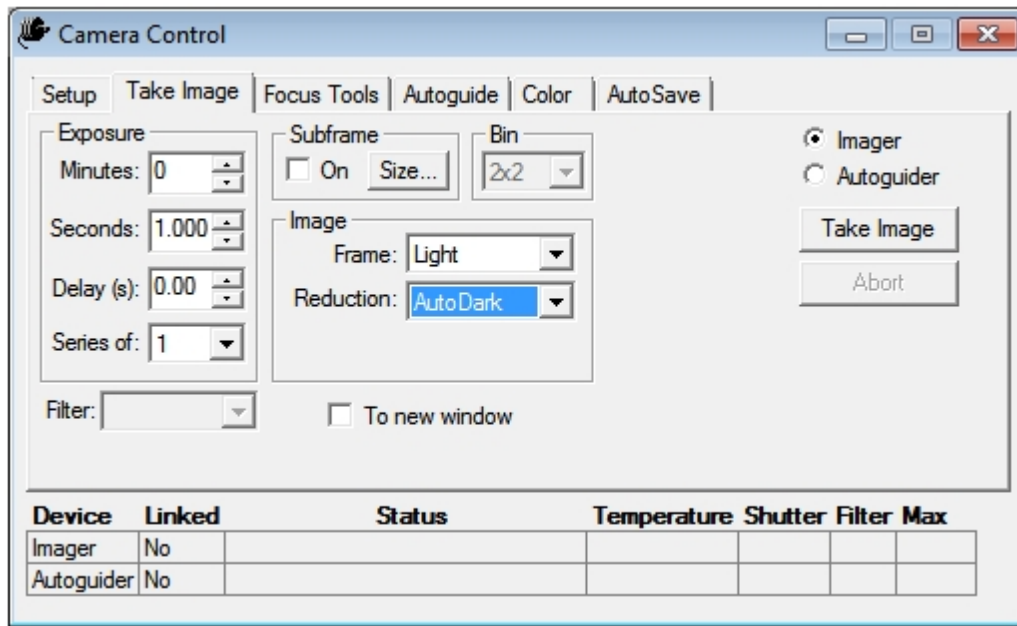 Camera Control
Setup Take Image Focus Tools Autoguide Color AutoSave
Exposure
Minutes: 0
Seconds: 1.000
Delay (s): 0.00
Series of: 1
Filter:
Subframe
On Size...
Bin
2x2
Image
Frame: Light
Reduction: AutoDark
To new window
Imager
Autoguider
Take Image
Abort
Device Linked Status Temperature Shutter Filter Max
Imager No
Autoguider No